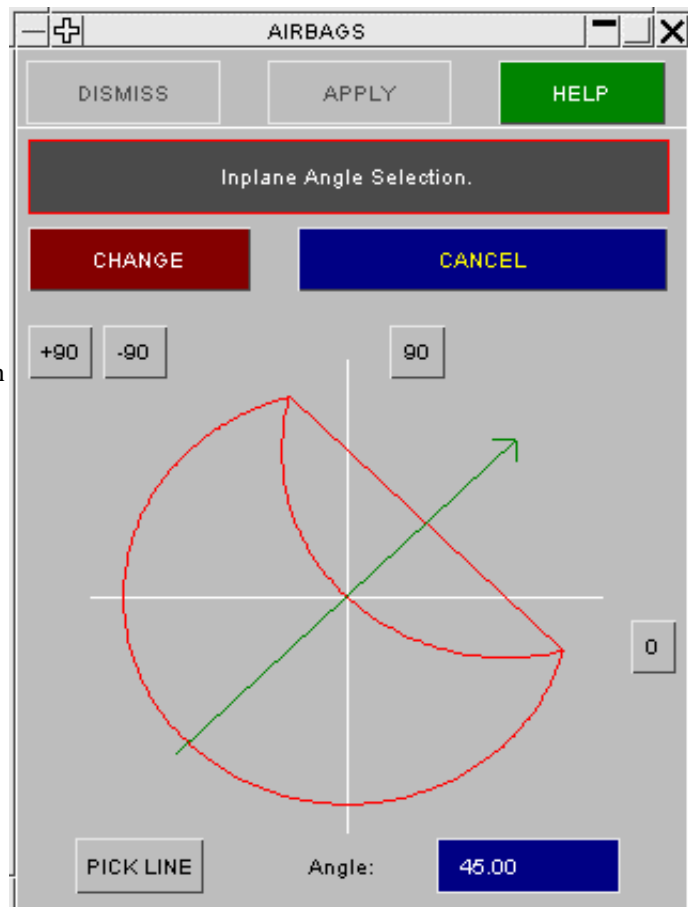 AIRBAGS
DISMISS APPLY HELP
Inplane Angle Selection.
CHANGE CANCEL
+90 -90 90
0
PICK LINE Angle: 45.00